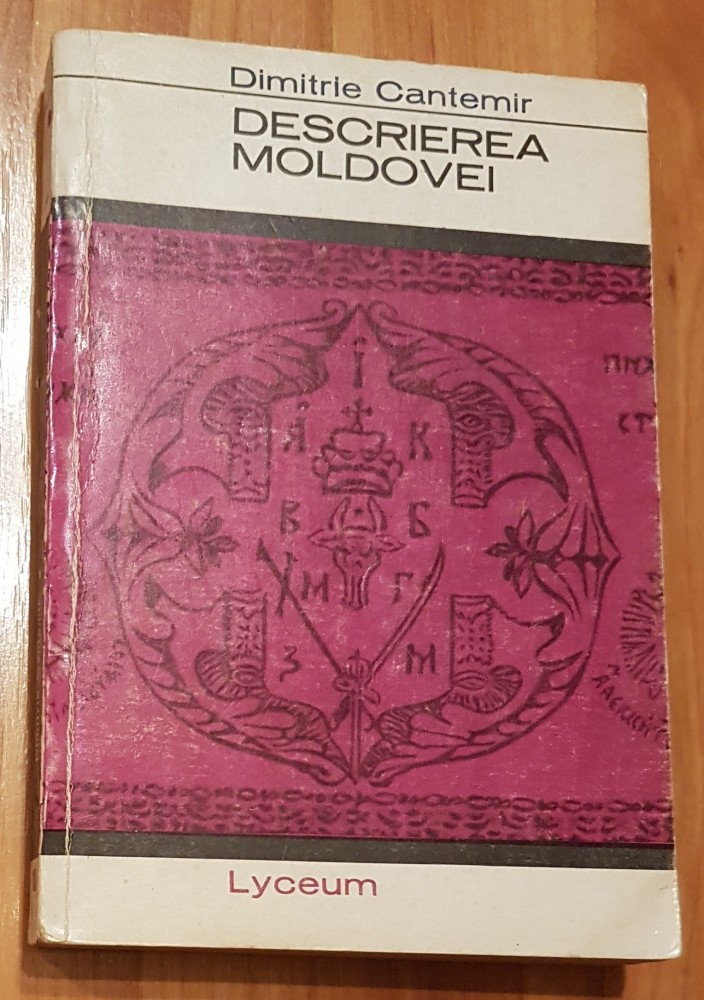 Dimitrie Cantemir
DESCRIEREA
MOLDOVEI
І
А К
В Б
М Г
З М
Lyceum